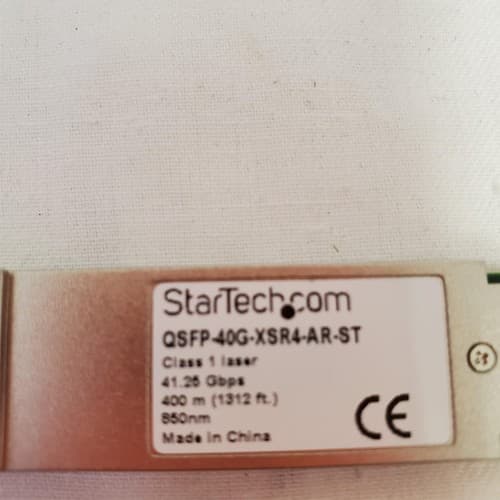 StarTech.com
QSFP-40G-XSR4-AR-ST
Class 1 laser
41.25 Gbps
400 m (1312 ft.)
850nm
Made in China
CE